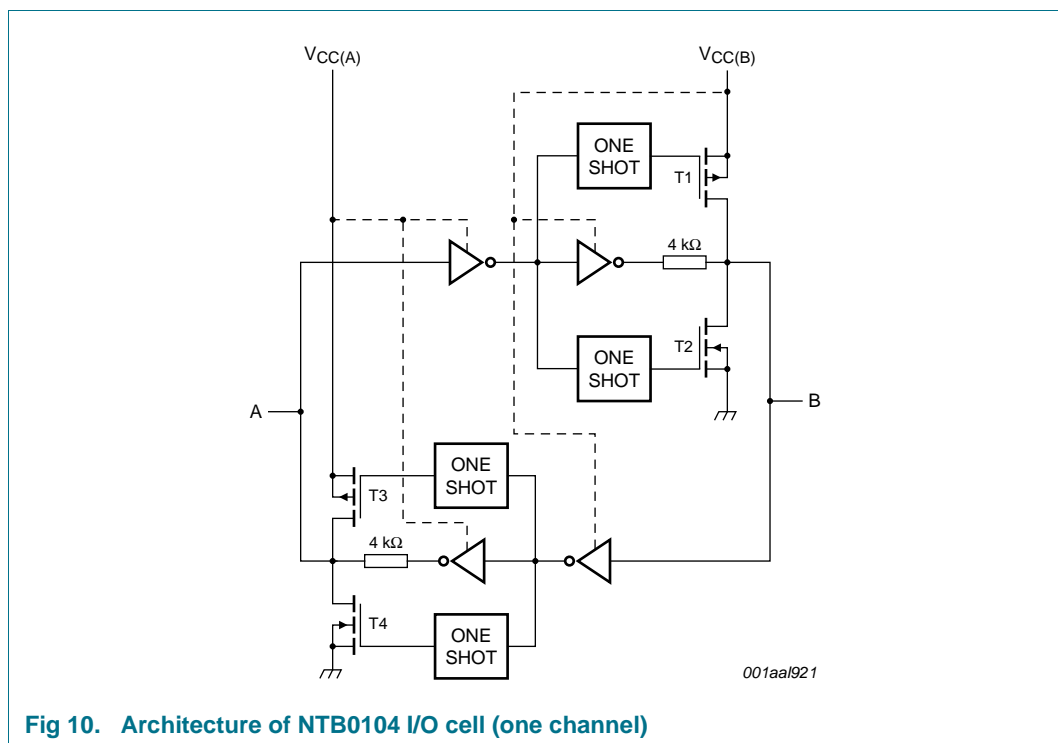 VCC(A)
VCC(B)
ONE
SHOT
T1
4 kΩ
ONE
SHOT
T2
A
B
ONE
SHOT
T3
4 kΩ
T4
ONE
SHOT
001aal921
Fig 10. Architecture of NTB0104 I/O cell (one channel)